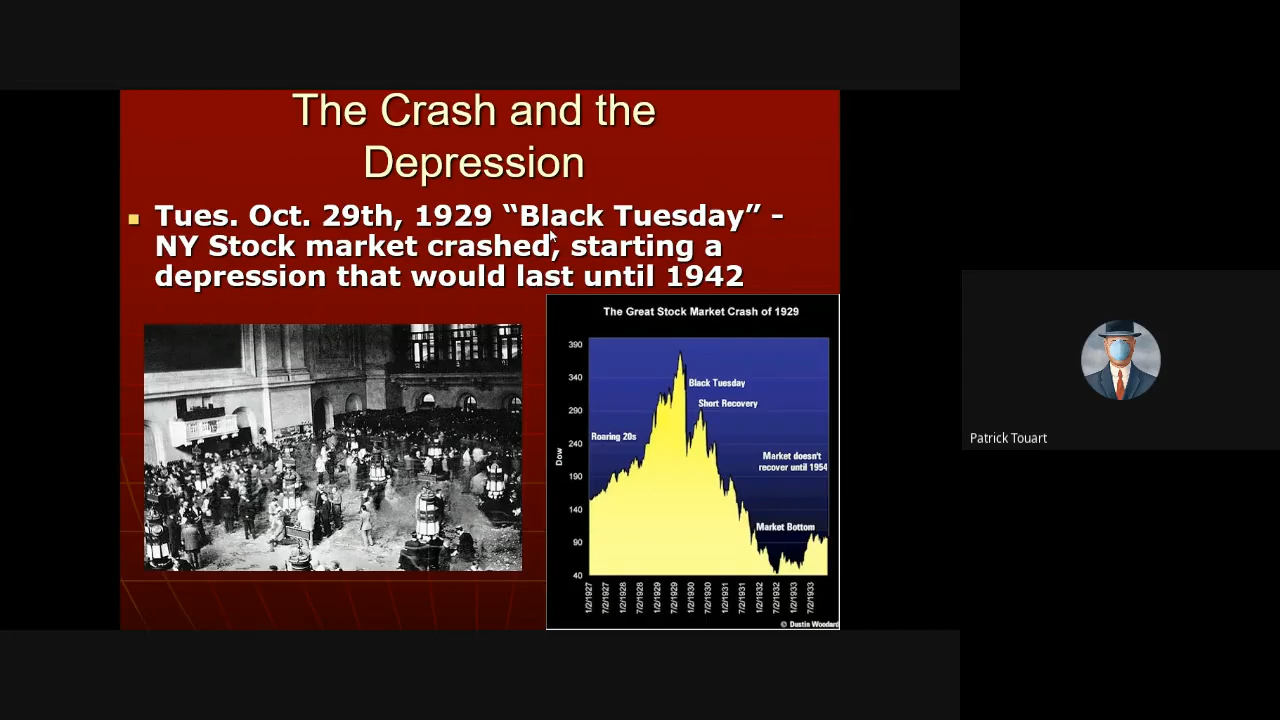 The Crash and the
Depression
Tues. Oct. 29th, 1929 “Black Tuesday” -
NY Stock market crashed, starting a
depression that would last until 1942
The Great Stock Market Crash of 1929
390
340
290
240
190
140
90
40
Dow
Black Tuesday
Short Recovery
Roaring 20s
Market doesn't
recover until 1954
Market Bottom
1/2/1927
7/2/1927
1/2/1928
7/2/1928
1/2/1929
7/2/1929
1/2/1930
7/2/1930
1/2/1931
7/2/1931
1/2/1932
7/2/1932
1/2/1933
7/2/1933
© Dustin Woodard
Patrick Touart